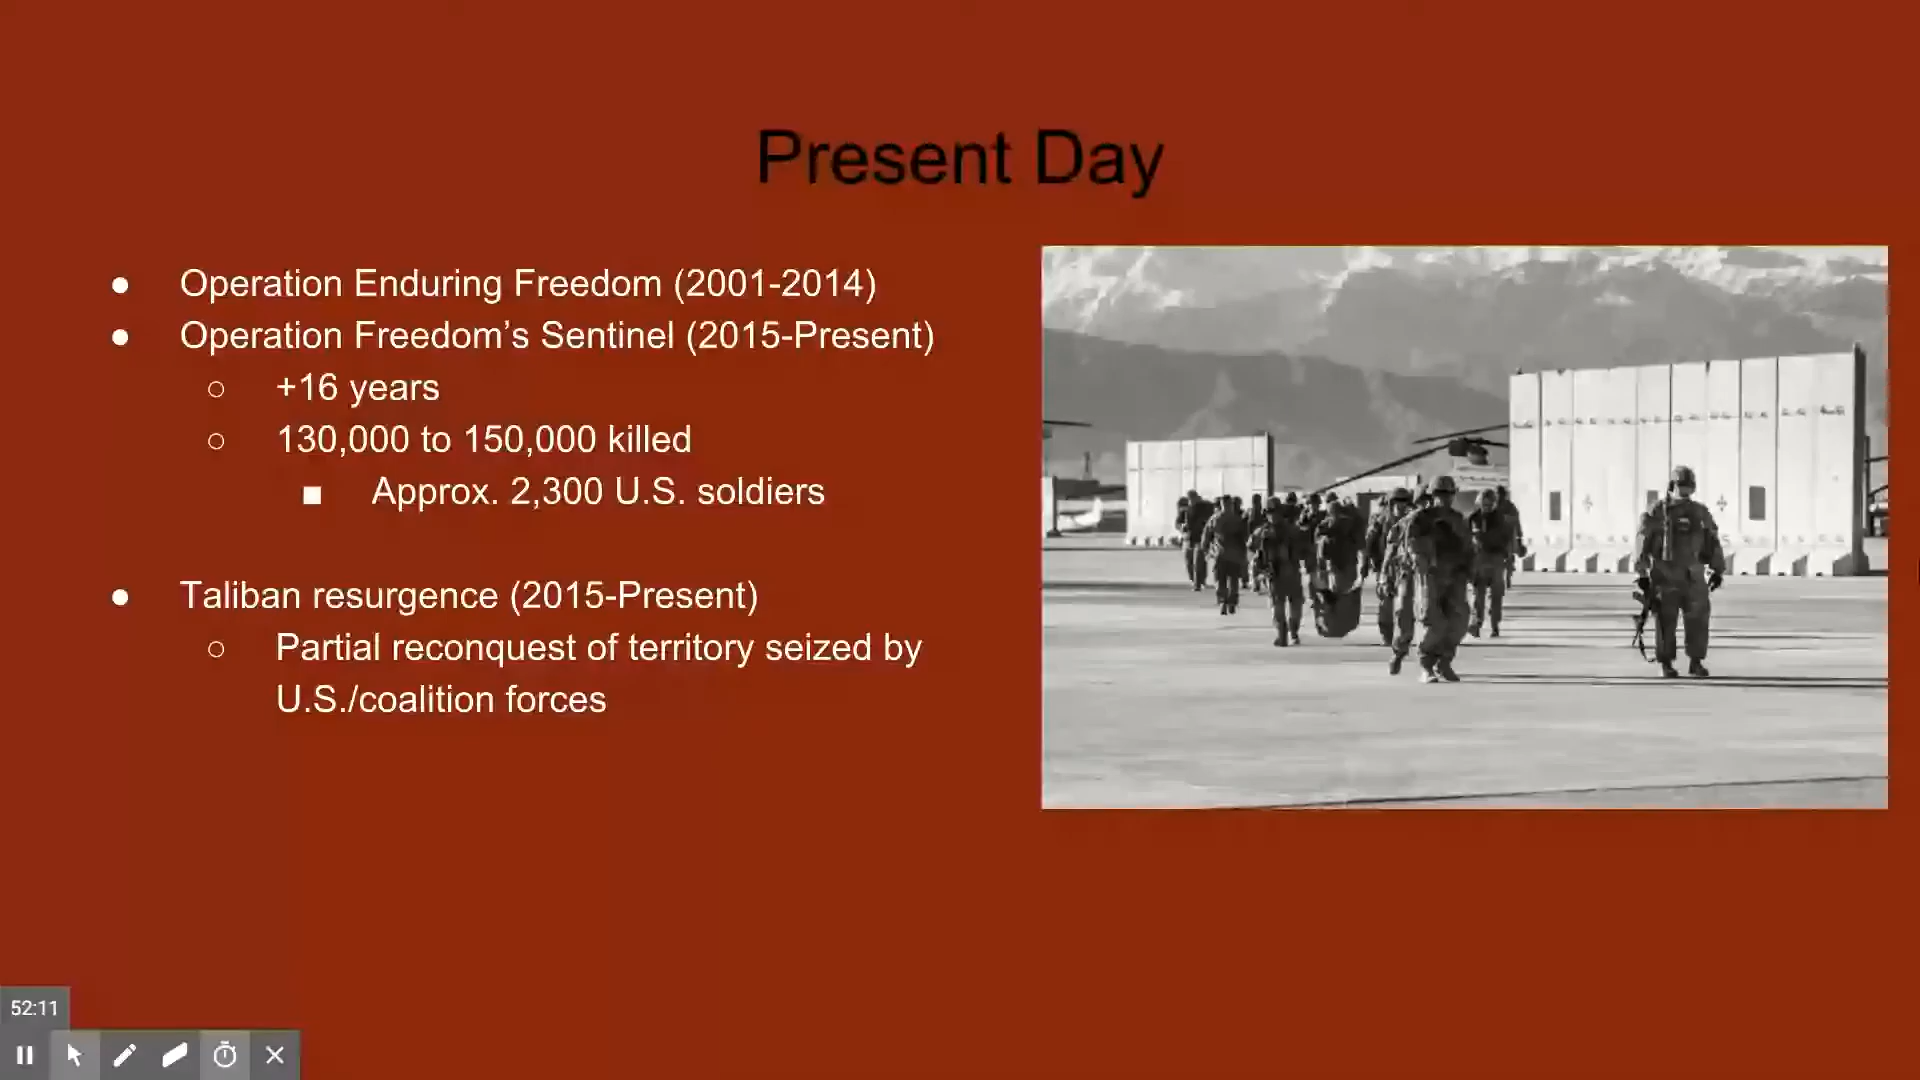 Present Day
● Operation Enduring Freedom (2001-2014)
● Operation Freedom’s Sentinel (2015-Present)
○ +16 years
○ 130,000 to 150,000 killed
■ Approx. 2,300 U.S. soldiers
● Taliban resurgence (2015-Present)
○ Partial reconquest of territory seized by
U.S./coalition forces
52:11